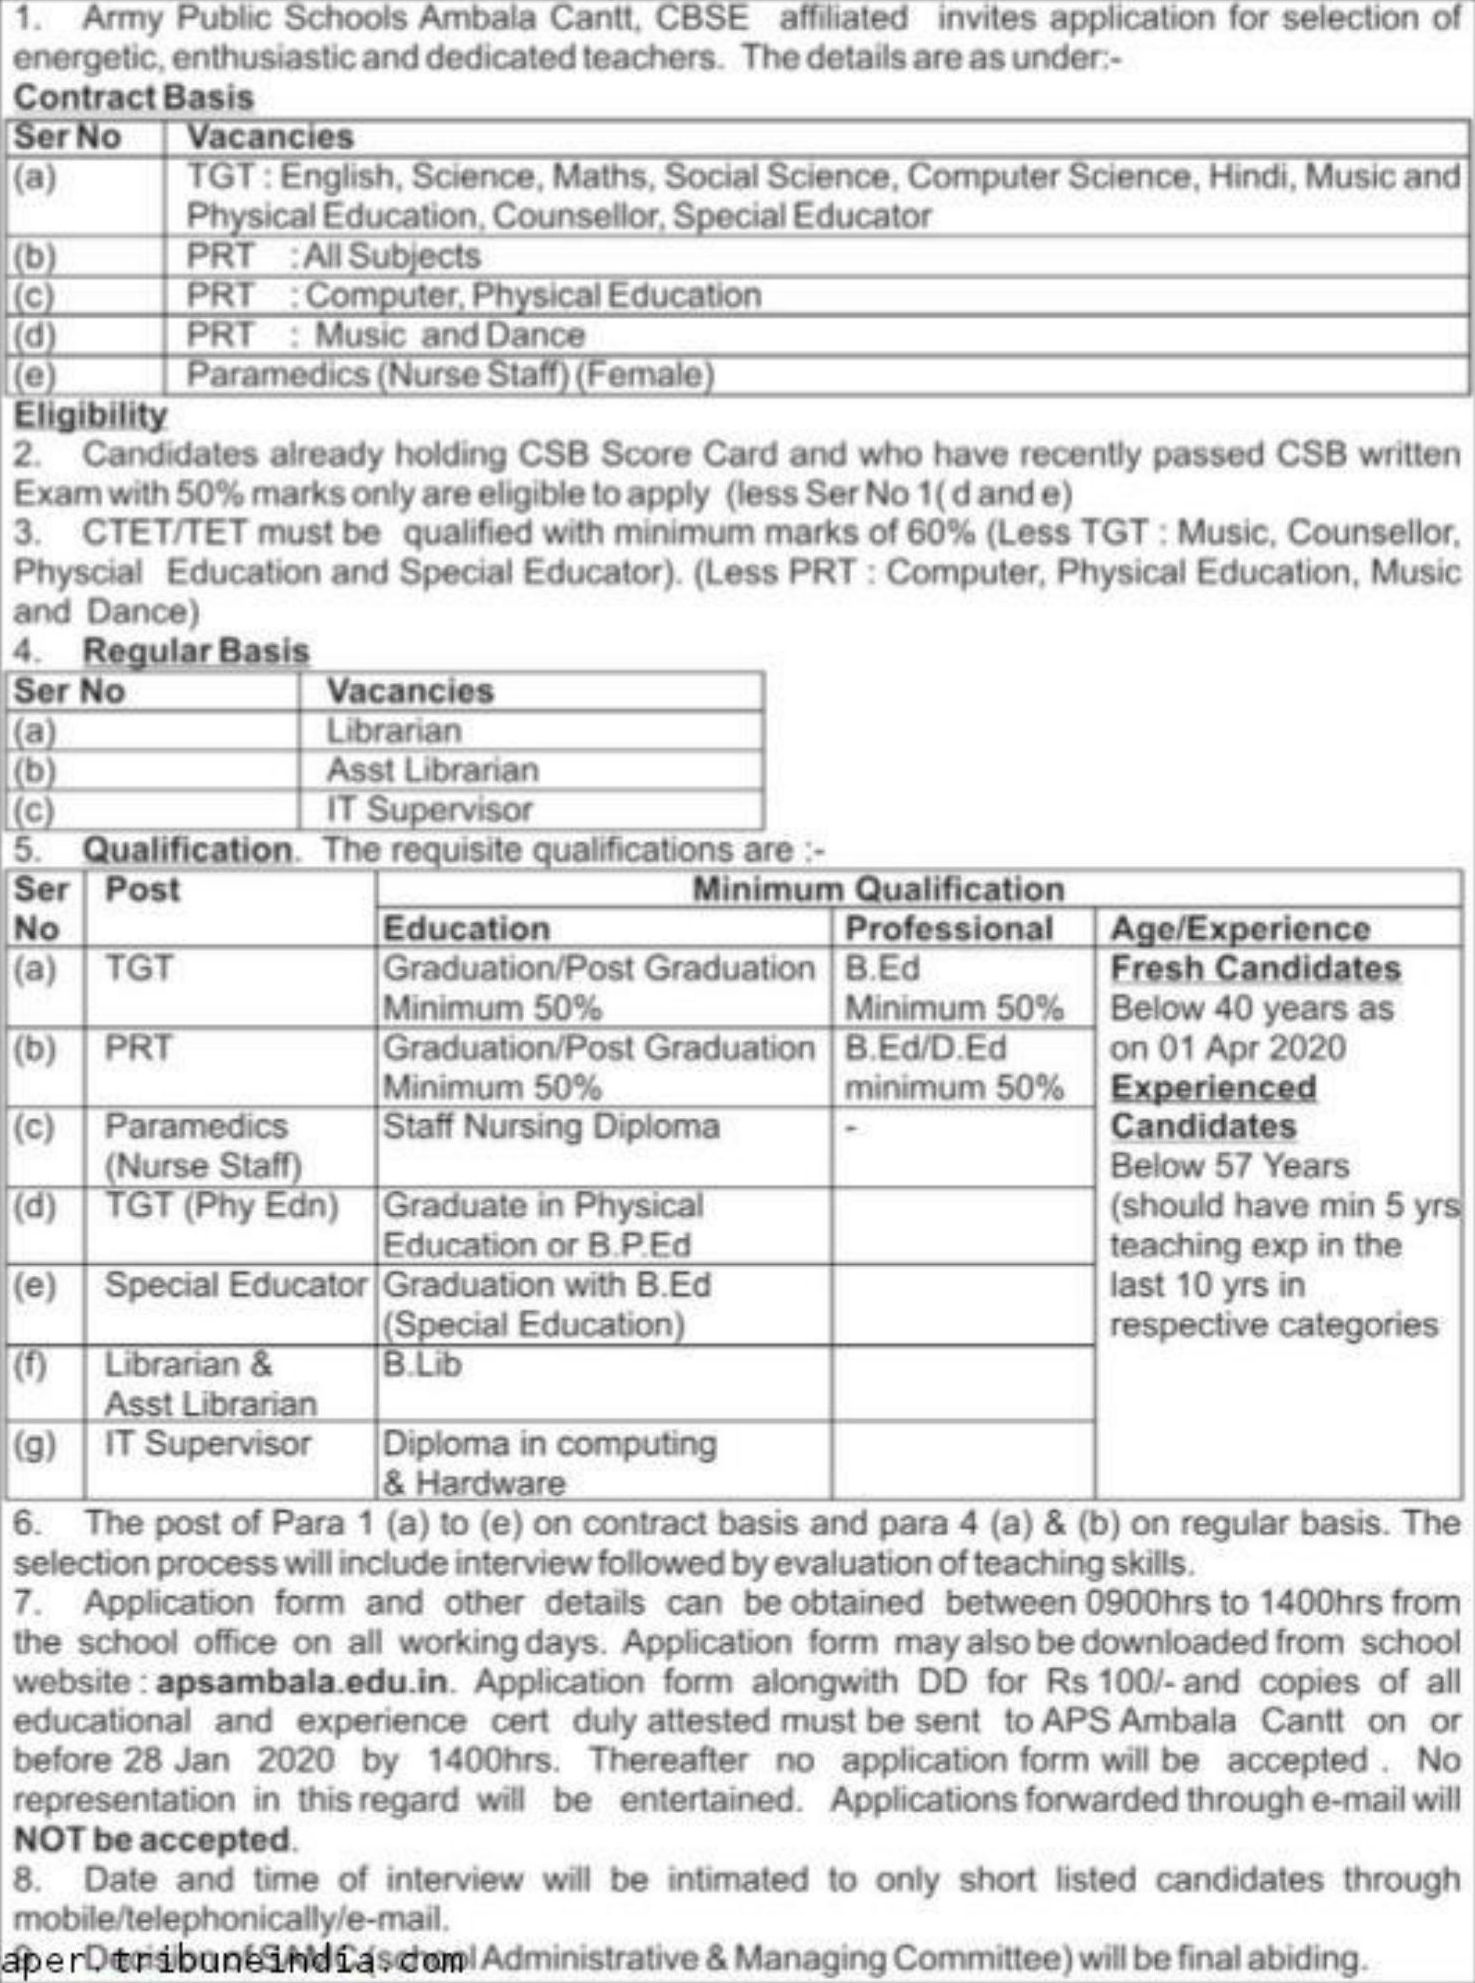 1. Army Public Schools Ambala Cantt, CBSE affiliated invites application for selection of
energetic, enthusiastic and dedicated teachers. The details are as under:-
Contract Basis
Ser No Vacancies
(a) TGT : English, Science, Maths, Social Science, Computer Science, Hindi, Music and
Physical Education, Counsellor, Special Educator
(b) PRT : All Subjects
(c) PRT : Computer, Physical Education
(d) PRT : Music and Dance
(e) Paramedics (Nurse Staff) (Female)
Eligibility
2. Candidates already holding CSB Score Card and who have recently passed CSB written
Exam with 50% marks only are eligible to apply (less Ser No 1( d and e)
3. CTET/TET must be qualified with minimum marks of 60% (Less TGT : Music, Counsellor,
Physcial Education and Special Educator). (Less PRT : Computer, Physical Education, Music
and Dance)
4. Regular Basis
Ser No Vacancies
(a) Librarian
(b) Asst Librarian
(c) IT Supervisor
5. Qualification. The requisite qualifications are :-
Ser Post Minimum Qualification
No Education Professional Age/Experience
(a) TGT Graduation/Post Graduation B.Ed Fresh Candidates
Minimum 50% Minimum 50% Below 40 years as
(b) PRT Graduation/Post Graduation B.Ed/D.Ed on 01 Apr 2020
Minimum 50% minimum 50% Experienced
(c) Paramedics Staff Nursing Diploma - Candidates
(Nurse Staff) Below 57 Years
(d) TGT (Phy Edn) Graduate in Physical (should have min 5 yrs
Education or B.P.Ed teaching exp in the
(e) Special Educator Graduation with B.Ed last 10 yrs in
(Special Education) respective categories
(f) Librarian & B.Lib
Asst Librarian
(g) IT Supervisor Diploma in computing
& Hardware
6. The post of Para 1 (a) to (e) on contract basis and para 4 (a) & (b) on regular basis. The
selection process will include interview followed by evaluation of teaching skills.
7. Application form and other details can be obtained between 0900hrs to 1400hrs from
the school office on all working days. Application form may also be downloaded from school
website : apsambala.edu.in. Application form alongwith DD for Rs 100/- and copies of all
educational and experience cert duly attested must be sent to APS Ambala Cantt on or
before 28 Jan 2020 by 1400hrs. Thereafter no application form will be accepted . No
representation in this regard will be entertained. Applications forwarded through e-mail will
NOT be accepted.
8. Date and time of interview will be intimated to only short listed candidates through
mobile/telephonically/e-mail.
9. Decision of SAMC (school Administrative & Managing Committee) will be final abiding.
aper.tribuneindia.com